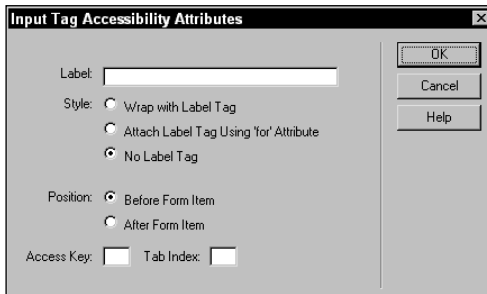 Input Tag Accessibility Attributes
OK
Label:
Cancel
Style: Wrap with Label Tag
Help
Attach Label Tag Using 'for' Attribute
No Label Tag
Position: Before Form Item
After Form Item
Access Key: Tab Index: